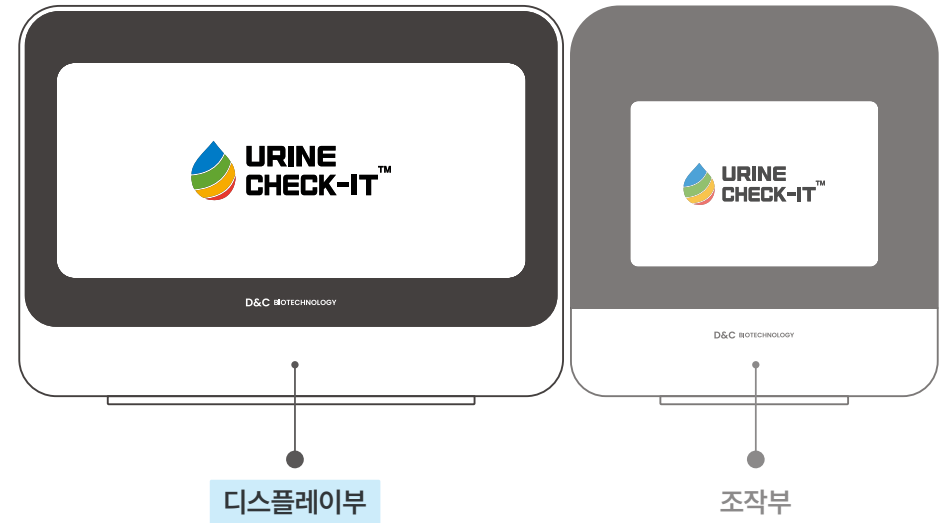 URINE
CHECK-IT™
D&C BIOTECHNOLOGY
디스플레이부
URINE
CHECK-IT™
D&C BIOTECHNOLOGY
조작부